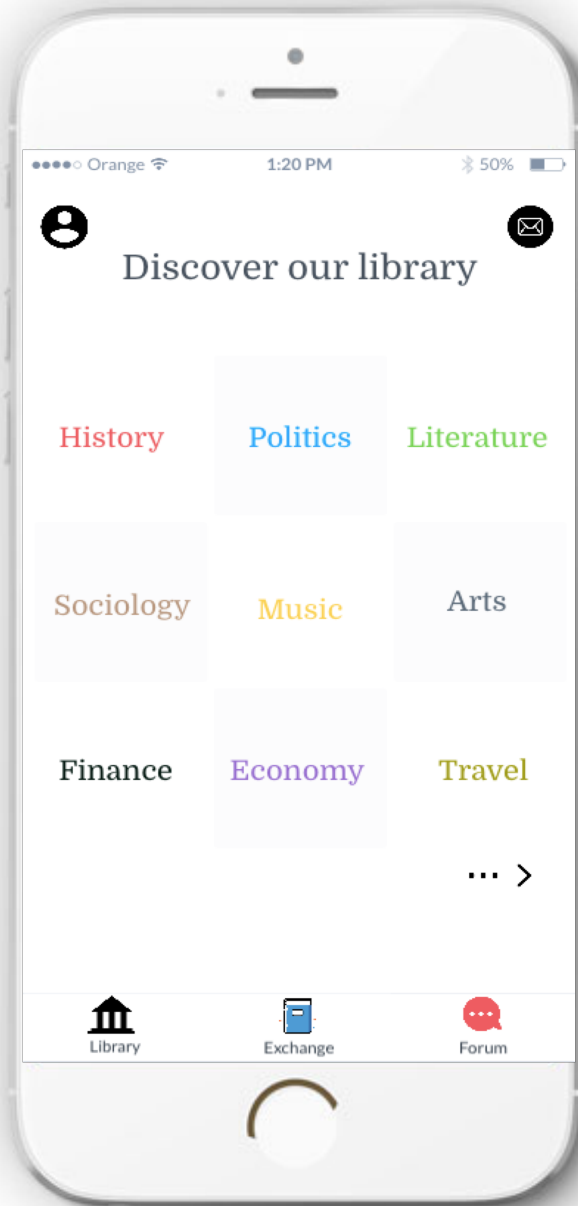 Orange 1:20 PM 50%
Discover our library
History Politics Literature
Sociology Music Arts
Finance Economy Travel
...
Library Exchange Forum